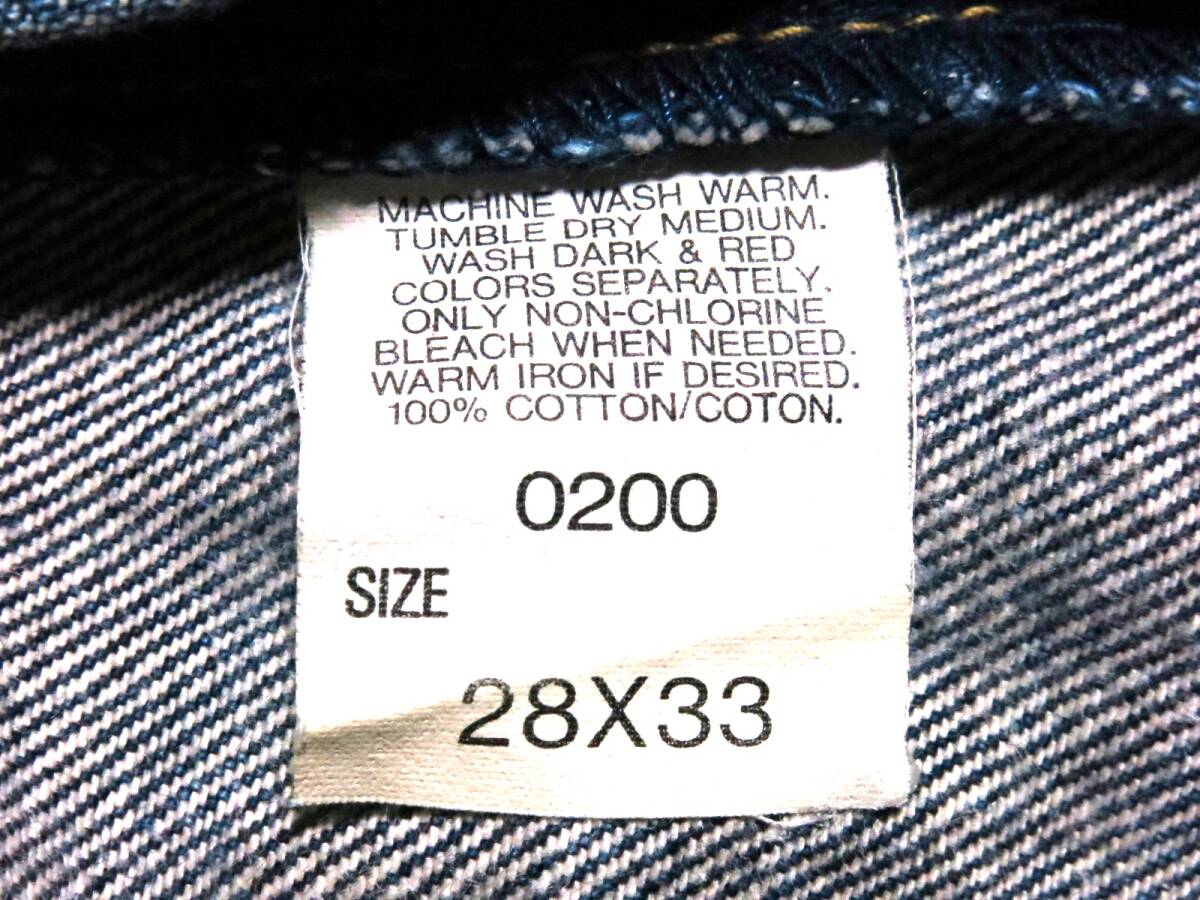 MACHINE WASH WARM.
TUMBLE DRY MEDIUM.
WASH DARK & RED
COLORS SEPARATELY.
ONLY NON-CHLORINE
BLEACH WHEN NEEDED.
WARM IRON IF DESIRED.
100% COTTON/COTON.
0200
SIZE
28X33